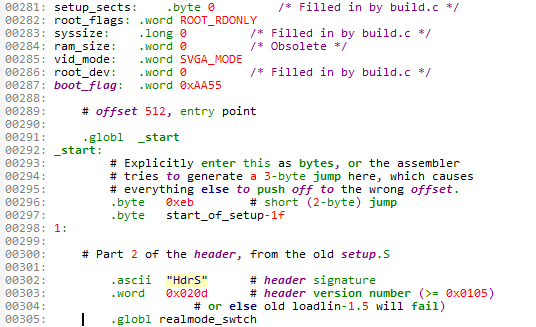 00281: setup_sects: .byte 0 /* Filled in by build.c */
00282: root_flags: .word ROOT_RDONLY
00283: syssize: .long 0 /* Filled in by build.c */
00284: ram_size: .word 0 /* Obsolete */
00285: vid_mode: .word SVGA_MODE
00286: root_dev: .word 0 /* Filled in by build.c */
00287: boot_flag: .word 0xAA55
00288:
00289: # offset 512, entry point
00290:
00291: .globl _start
00292: _start:
00293: # Explicitly enter this as bytes, or the assembler
00294: # tries to generate a 3-byte jump here, which causes
00295: # everything else to push off to the wrong offset.
00296: .byte 0xeb # short (2-byte) jump
00297: .byte start_of_setup-1f
00298: 1:
00299:
00300: # Part 2 of the header, from the old setup.S
00301:
00302: .ascii "HdrS" # header signature
00303: .word 0x020d # header version number (>= 0x0105)
00304: # or else old loadlin-1.5 will fail)
00305: .globl realmode_swtch